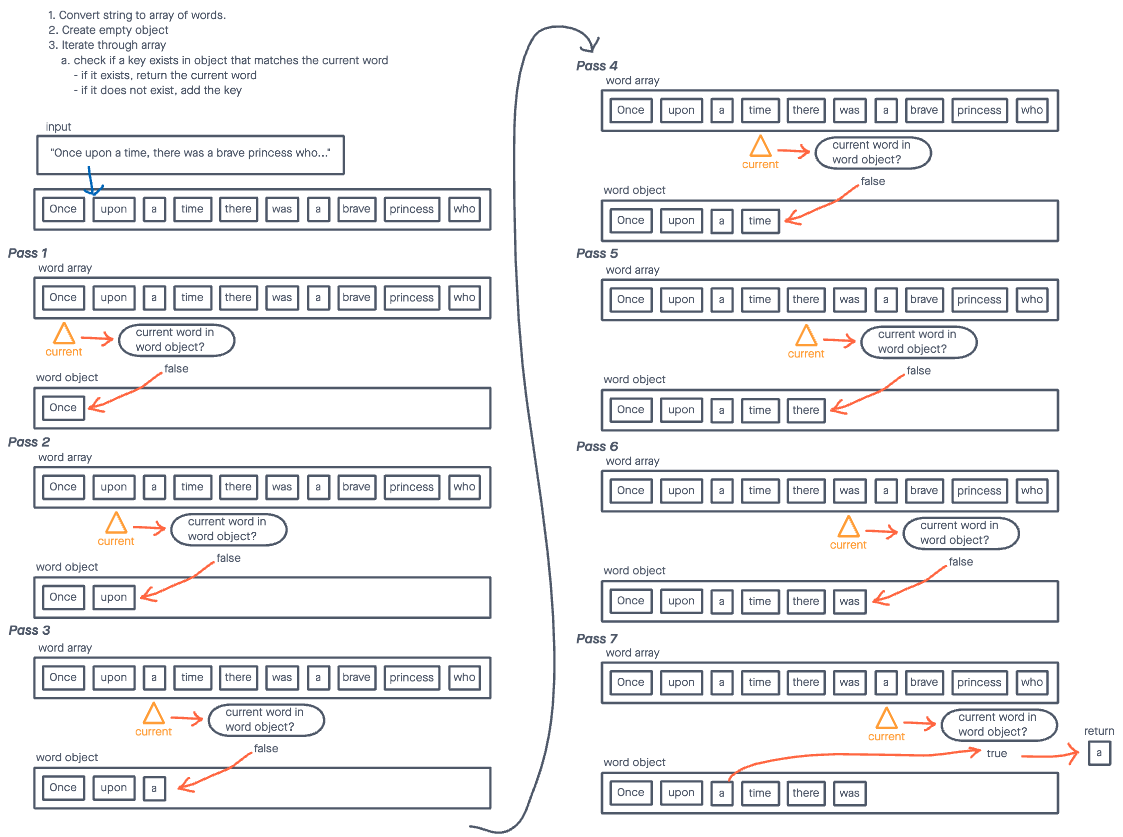 1. Convert string to array of words.
2. Create empty object
3. Iterate through array
a. check if a key exists in object that matches the current word
- if it exists, return the current word
- if it does not exist, add the key
input
"Once upon a time, there was a brave princess who..."
Once upon a time there was a brave princess who
Pass 1
word array
Once upon a time there was a brave princess who
current
current word in
word object?
false
word object
Once
Pass 2
word array
Once upon a time there was a brave princess who
current
current word in
word object?
false
word object
Once upon
Pass 3
word array
Once upon a time there was a brave princess who
current
current word in
word object?
false
word object
Once upon a
Pass 4
word array
Once upon a time there was a brave princess who
current
current word in
word object?
false
word object
Once upon a time
Pass 5
word array
Once upon a time there was a brave princess who
current
current word in
word object?
false
word object
Once upon a time there
Pass 6
word array
Once upon a time there was a brave princess who
current
current word in
word object?
false
word object
Once upon a time there was
Pass 7
word array
Once upon a time there was a brave princess who
current
current word in
word object?
true
return
a
word object
Once upon a time there was